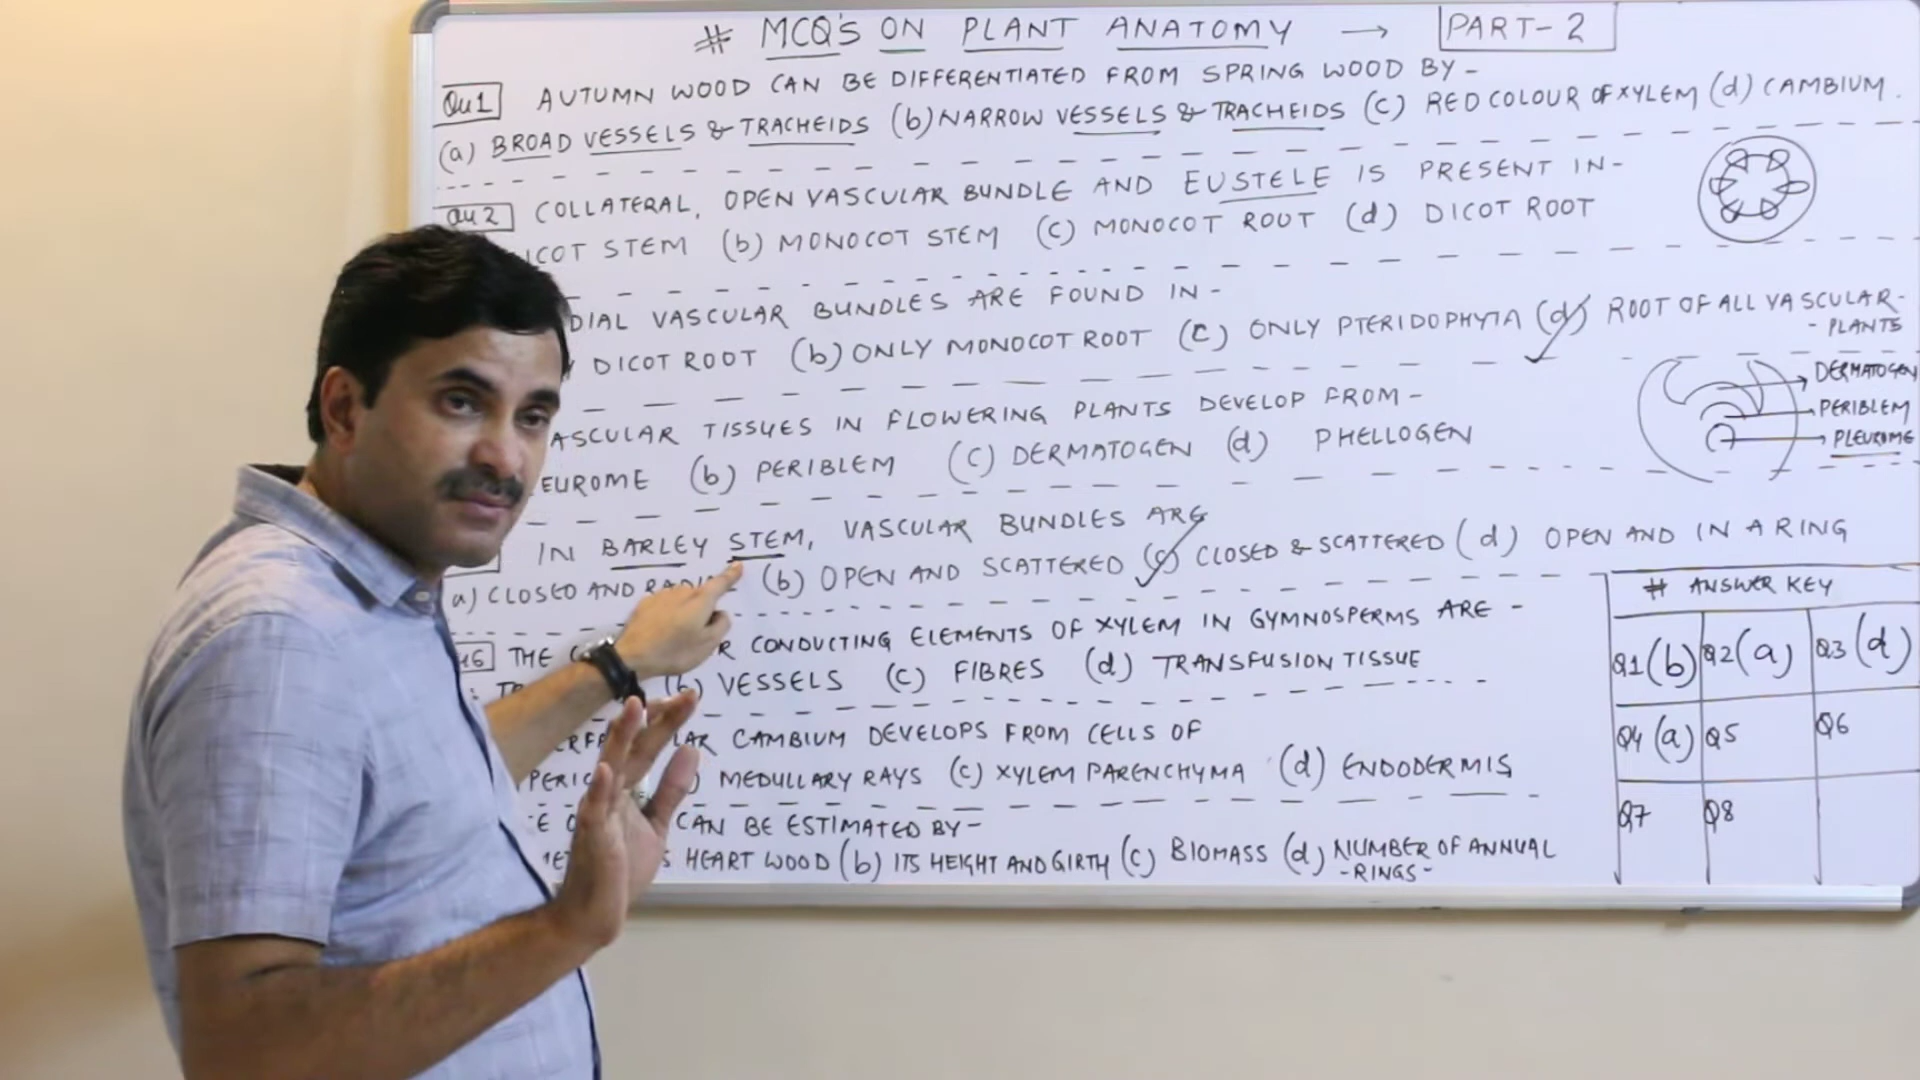 # MCQ'S ON PLANT ANATOMY → PART-2
Qu1 AUTUMN WOOD CAN BE DIFFERENTIATED FROM SPRING WOOD BY -
(a) BROAD VESSELS & TRACHEIDS (b) NARROW VESSELS & TRACHEIDS (c) RED COLOUR OF XYLEM (d) CAMBIUM.
Qu2 COLLATERAL, OPEN VASCULAR BUNDLE AND EUSTELE IS PRESENT IN-
ICOT STEM (b) MONOCOT STEM (c) MONOCOT ROOT (d) DICOT ROOT
DIAL VASCULAR BUNDLES ARE FOUND IN -
DICOT ROOT (b) ONLY MONOCOT ROOT (c) ONLY PTERIDOPHYTA (d) ROOT OF ALL VASCULAR-
- PLANTS
ASCULAR TISSUES IN FLOWERING PLANTS DEVELOP FROM -
EUROME (b) PERIBLEM (c) DERMATOGEN (d) PHELLOGEN
DERMATOGEN
PERIBLEM
PLEUROME
IN BARLEY STEM, VASCULAR BUNDLES ARE
a) CLOSED AND (b) OPEN AND SCATTERED (c) CLOSED & SCATTERED (d) OPEN AND IN A RING
THE R CONDUCTING ELEMENTS OF XYLEM IN GYMNOSPERMS ARE -
VESSELS (c) FIBRES (d) TRANSFUSION TISSUE
LAR CAMBIUM DEVELOPS FROM CELLS OF
PERIC MEDULLARY RAYS (c) XYLEM PARENCHYMA (d) ENDODERMIS
CAN BE ESTIMATED BY-
S HEART WOOD (b) ITS HEIGHT AND GIRTH (c) BIOMASS (d) NUMBER OF ANNUAL
-RINGS-
# ANSWER KEY
Q1 (b) Q2 (a) Q3 (d)
Q4 (a) Q5 Q6
Q7 Q8